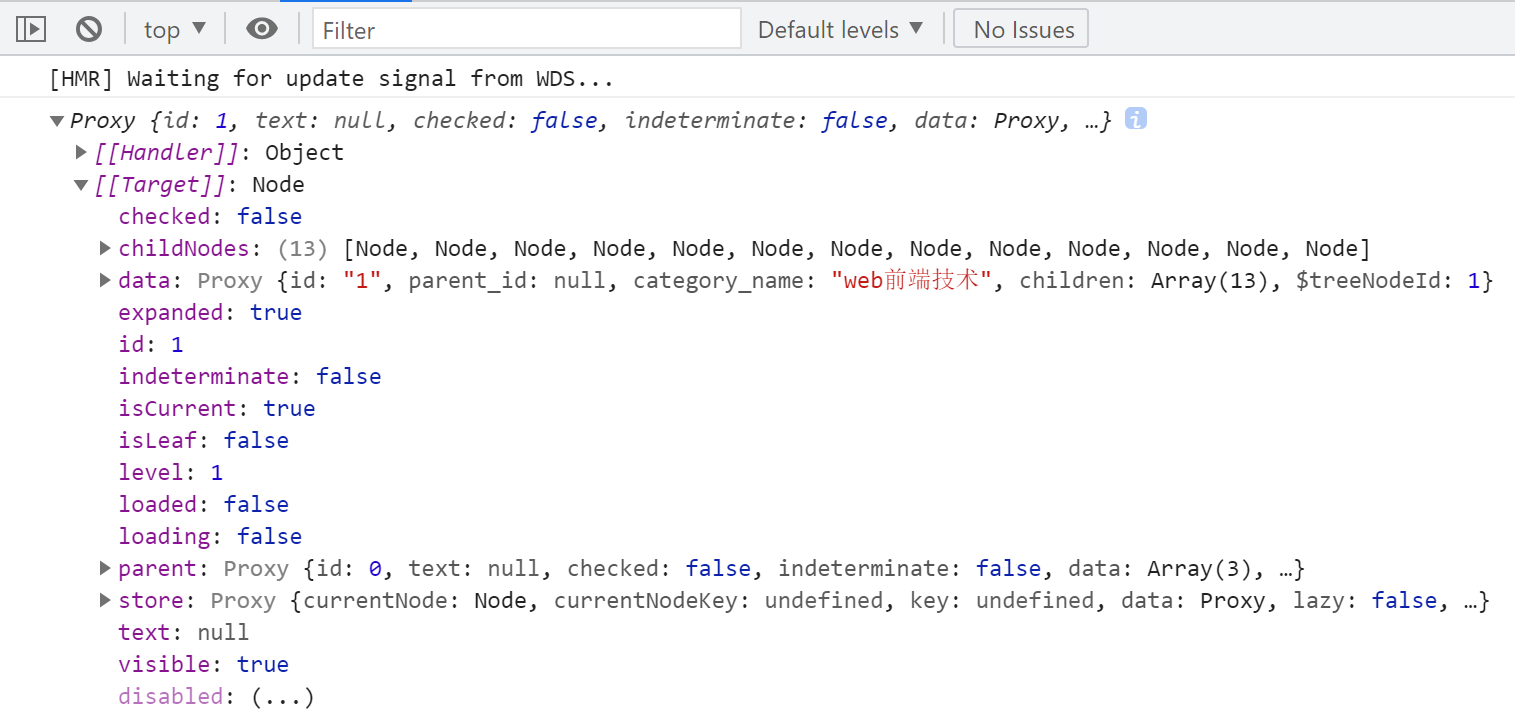 top ▼ Filter Default levels ▼ No Issues
[HMR] Waiting for update signal from WDS...
▼Proxy {id: 1, text: null, checked: false, indeterminate: false, data: Proxy, …} i
▶[[Handler]]: Object
▼[[Target]]: Node
checked: false
▶childNodes: (13) [Node, Node, Node, Node, Node, Node, Node, Node, Node, Node, Node, Node, Node]
▶data: Proxy {id: "1", parent_id: null, category_name: "web前端技术", children: Array(13), $treeNodeId: 1}
expanded: true
id: 1
indeterminate: false
isCurrent: true
isLeaf: false
level: 1
loaded: false
loading: false
▶parent: Proxy {id: 0, text: null, checked: false, indeterminate: false, data: Array(3), …}
▶store: Proxy {currentNode: Node, currentNodeKey: undefined, key: undefined, data: Proxy, lazy: false, …}
text: null
visible: true
disabled: (...)